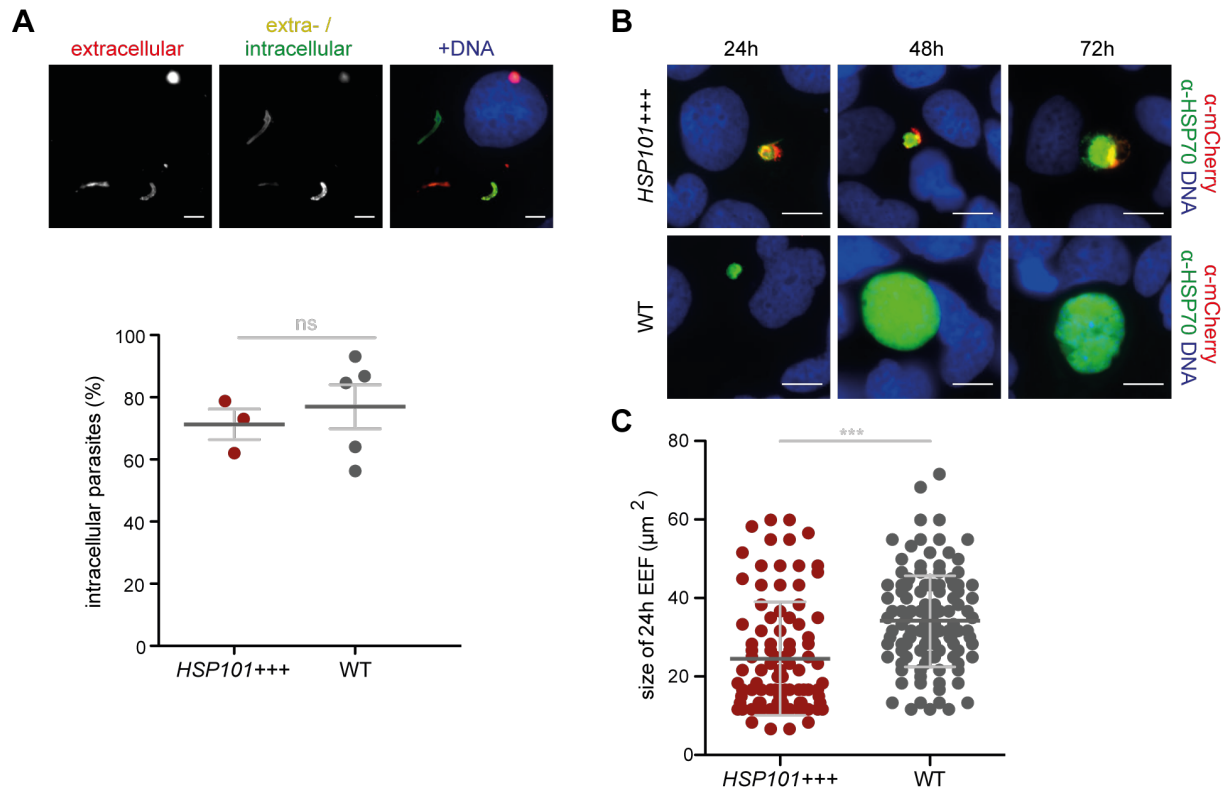 A
extra- /
extracellular intracellular +DNA
ns
100
80
60
40
20
0
intracellular parasites (%)
HSP101+++ WT
B
24h 48h 72h
HSP101+++
α-mCherry
α-HSP70 DNA
WT
α-mCherry
α-HSP70 DNA
C
***
80
60
40
20
0
size of 24h EEF (µm²)
HSP101+++ WT